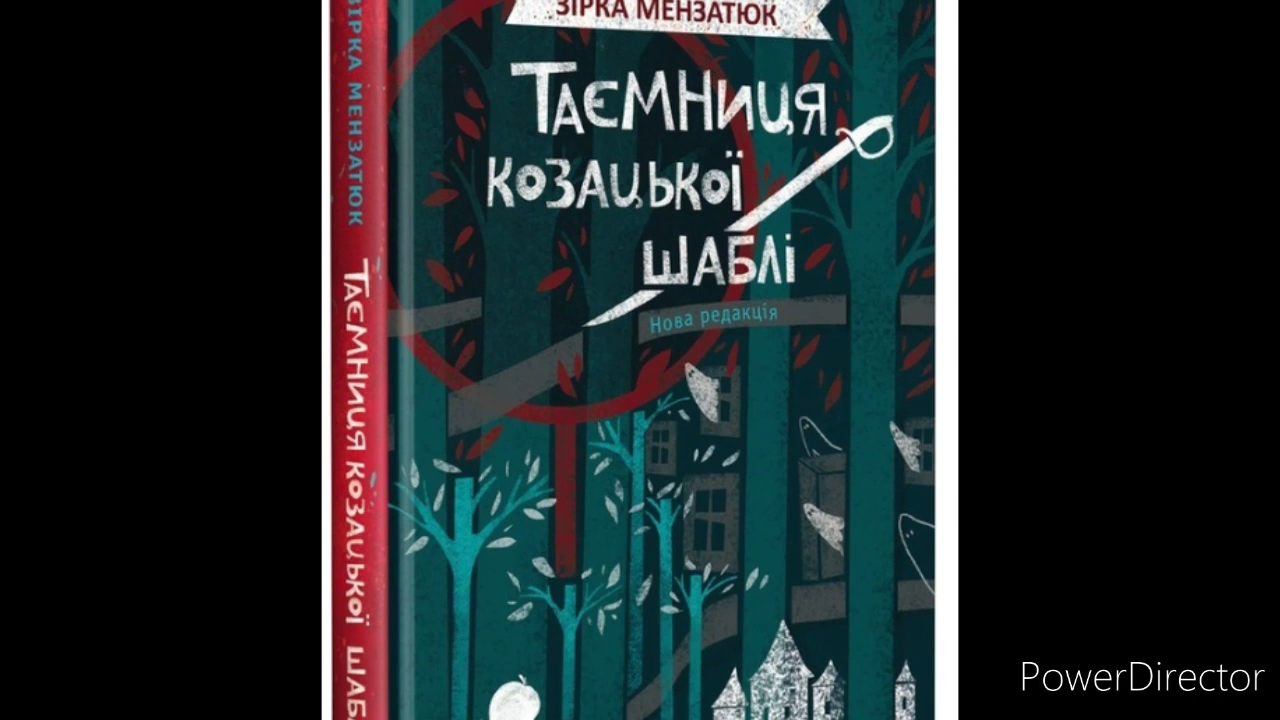 ЗІРКА МЕНЗАТЮК
ТАЄМНИЦЯ
КОЗАЦЬКОЇ
ШАБЛІ
Нова редакція
ЗІРКА МЕНЗАТЮК
ТАЄМНИЦЯ КОЗАЦЬКОЇ
PowerDirector